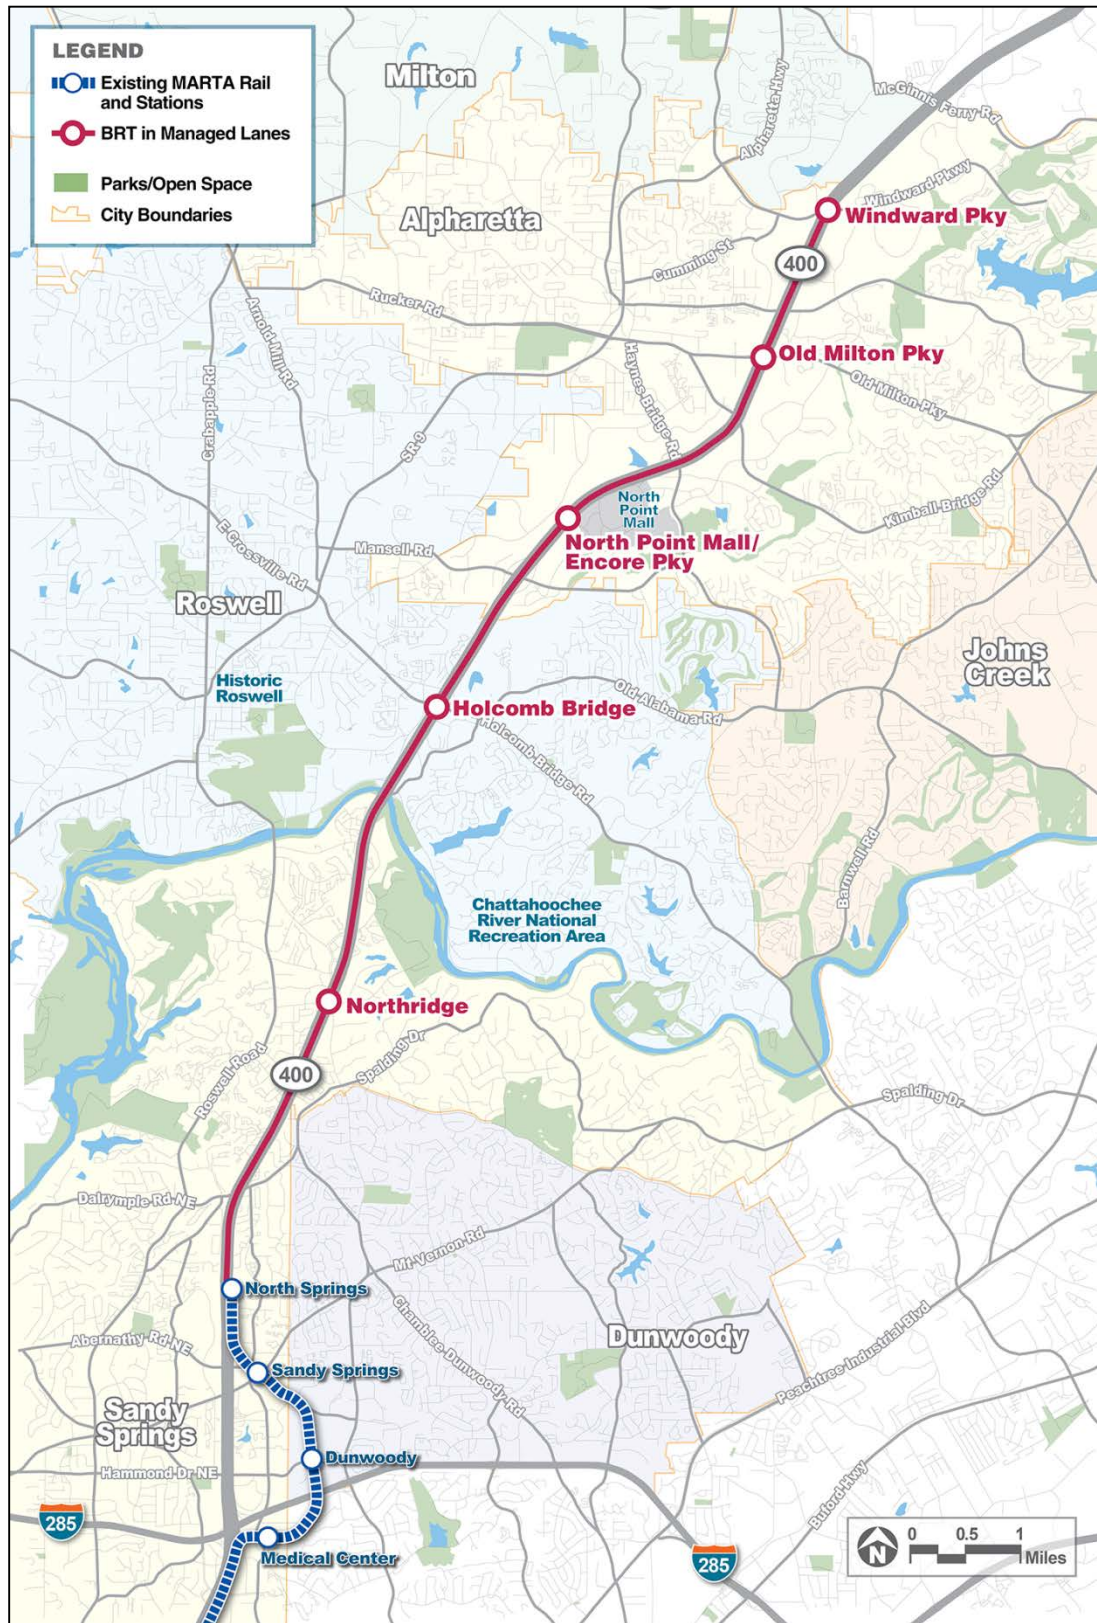 LEGEND
Existing MARTA Rail
and Stations
BRT in Managed Lanes
Parks/Open Space
City Boundaries
Milton
Alpharetta Hwy
McGinnis Ferry Rd
Alpharetta
Windward Pkwy
Windward Pky
Cumming St
400
Rucker Rd
Arnold Mill Rd
Old Milton Pky
Haynes Bridge Rd
Old Milton Pky
Crabapple Rd
SR-9
North
Point
Mall
Kimball Bridge Rd
North Point Mall/
Encore Pky
Mansell Rd
E Crossville Rd
Roswell
Johns
Creek
Historic
Roswell
Old Alabama Rd
Holcomb Bridge
Holcomb Bridge Rd
Barnwell Rd
Chattahoochee
River National
Recreation Area
Northridge
Roswell Road
Spalding Dr
400
Spalding Dr
Dalrymple Rd NE
Mt Vernon Rd
North Springs
Chamblee Dunwoody Rd
Abernathy Rd NE
Dunwoody
Peachtree Industrial Blvd
Sandy Springs
Sandy
Springs
Dunwoody
Hammond Dr NE
Buford Hwy
285
Medical Center
285
N
0 0.5 1
Miles